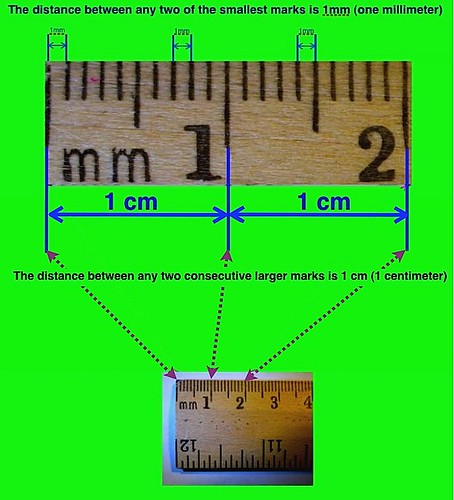 The distance between any two of the smallest marks is 1mm (one millimeter)
1mm 1mm 1mm
mm 1 2
1 cm 1 cm
The distance between any two consecutive larger marks is 1 cm (1 centimeter)
mm 1 2 3 4
12 11